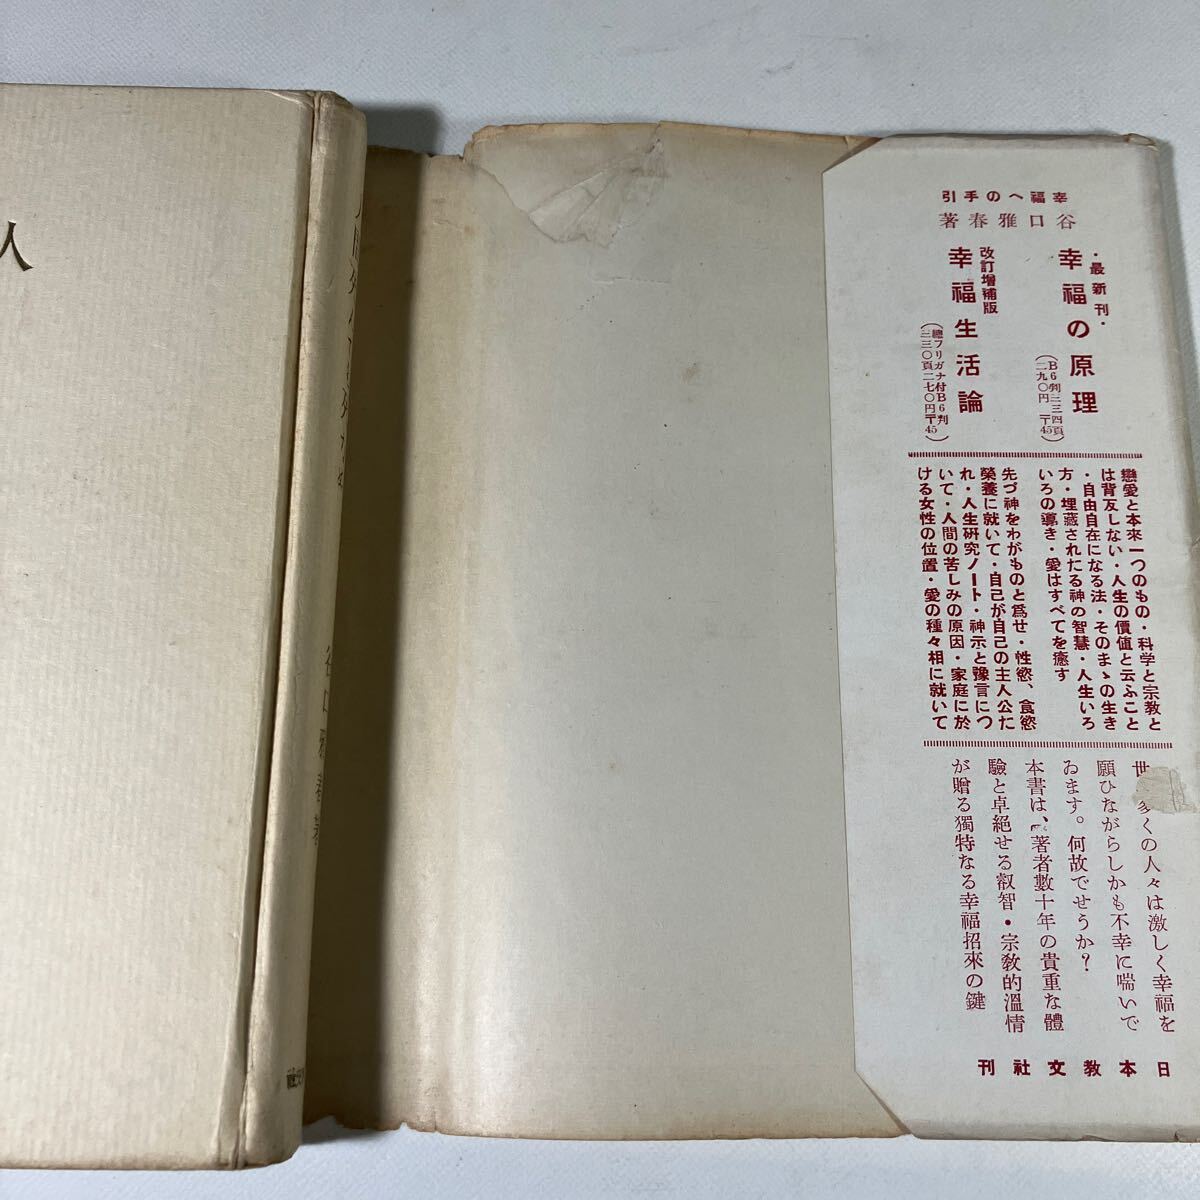 幸福への手引
谷口雅春著
・最新刊・
幸福の原理
（B6判二三四頁
二九〇円 〒45）
改訂増補版
幸福生活論
（總フリガナ付B6判
三三〇頁二七〇円〒45）
戀愛と本來一つのもの・科学と宗教と
は背反しない・人生の價値と云ふこと
・自由自在になる法・そのまゝの生き
方・埋藏されたる神の智慧・人生いろ
いろの導き・愛はすべてを癒す
先づ神をわがものと爲せ・性慾、食慾
榮養に就いて・自己が自己の主人公た
れ・人生研究ノート・神示と豫言につ
いて・人間の苦しみの原因・家庭に於
ける女性の位置・愛の種々相に就いて
世 多くの人々は激しく幸福を
願ひながらしかも不幸に喘いで
ゐます。何故でせうか？
本書は、著者數十年の貴重な體
驗と卓絕せる叡智・宗教的溫情
が贈る獨特なる幸福招來の鍵
日本教文社刊
人
谷口雅春著